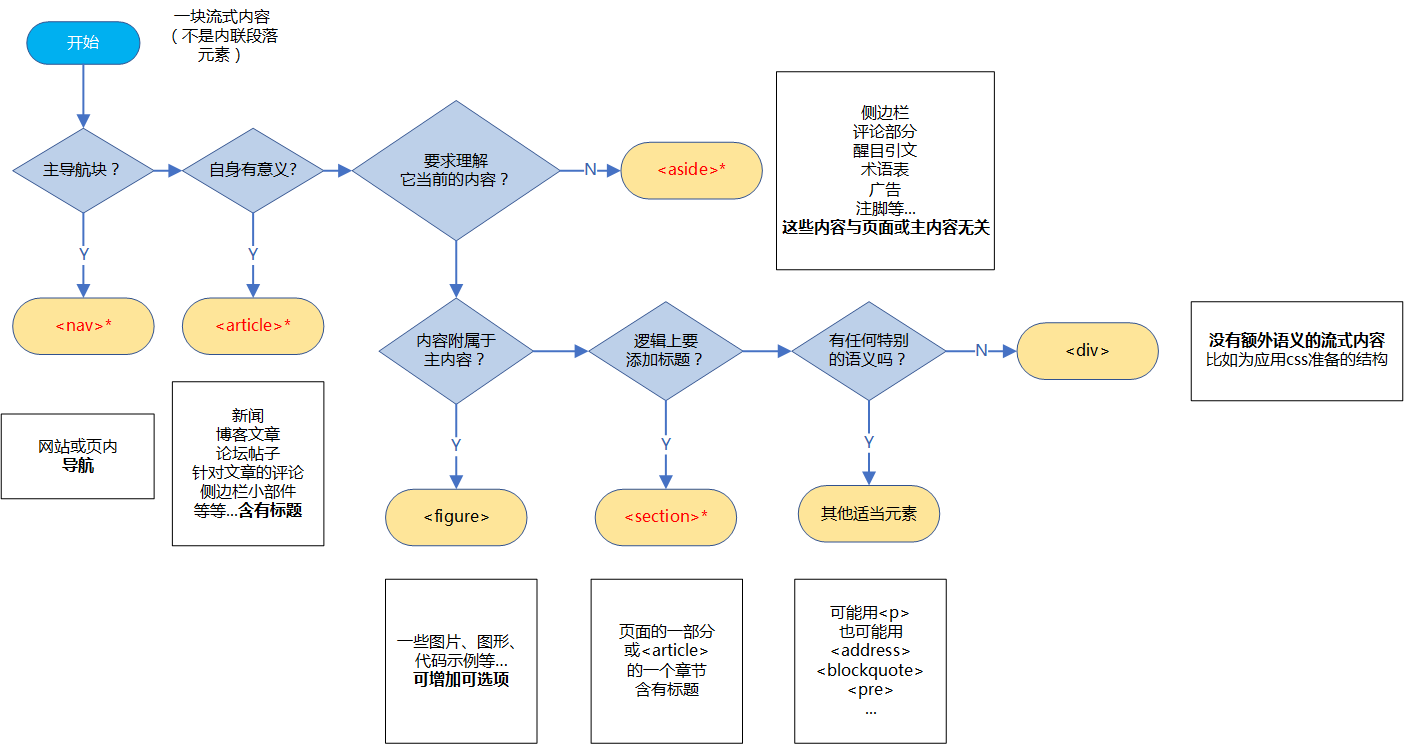 开始
一块流式内容
（不是内联段落
元素）
主导航块？
自身有意义?
要求理解
它当前的内容？
N
<aside>*
侧边栏
评论部分
醒目引文
术语表
广告
注脚等...
这些内容与页面或主内容无关
Y
Y
<nav>*
<article>*
内容附属于
主内容？
逻辑上要
添加标题？
有任何特别
的语义吗？
N
<div>
没有额外语义的流式内容
比如为应用css准备的结构
网站或页内
导航
新闻
博客文章
论坛帖子
针对文章的评论
侧边栏小部件
等等...含有标题
Y
Y
Y
<figure>
<section>*
其他适当元素
一些图片、图形、
代码示例等...
可增加可选项
页面的一部分
或<article>
的一个章节
含有标题
可能用<p>
也可能用
<address>
<blockquote>
<pre>
...